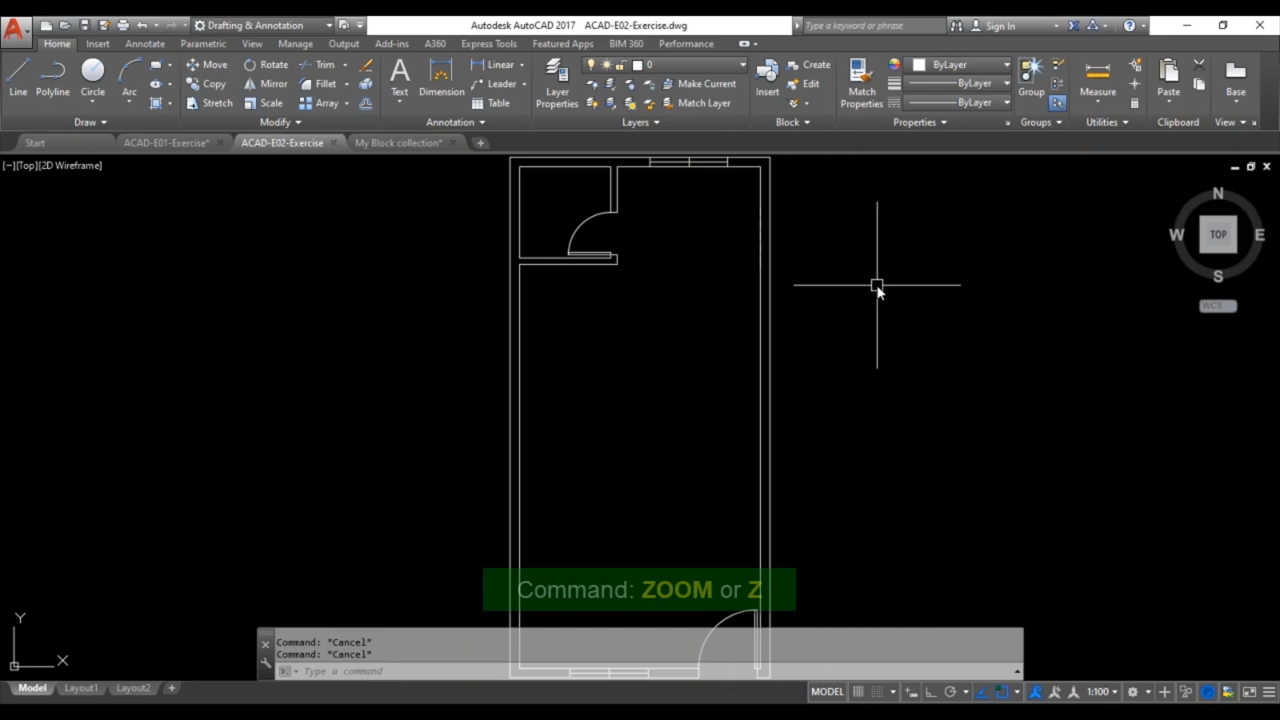 Drafting & Annotation
Autodesk AutoCAD 2017 ACAD-E02-Exercise.dwg
Type a keyword or phrase
Sign In
Home Insert Annotate Parametric View Manage Output Add-ins A360 Express Tools Featured Apps BIM 360 Performance
Move Rotate Trim Linear 0 Create ByLayer
Line Polyline Circle Arc Copy Mirror Fillet Text Dimension Leader Layer Properties Make Current Insert Edit Match Properties ByLayer Group Measure Paste Base
Stretch Scale Array Table Match Layer ByLayer
Draw Modify Annotation Layers Block Properties Groups Utilities Clipboard View
Start ACAD-E01-Exercise* ACAD-E02-Exercise My Block collection*
[−][Top][2D Wireframe]
N
W TOP E
S
WCS
Command: ZOOM or Z
Y
X
Command: *Cancel*
Command: *Cancel*
Type a command
Model Layout1 Layout2 MODEL 1:100